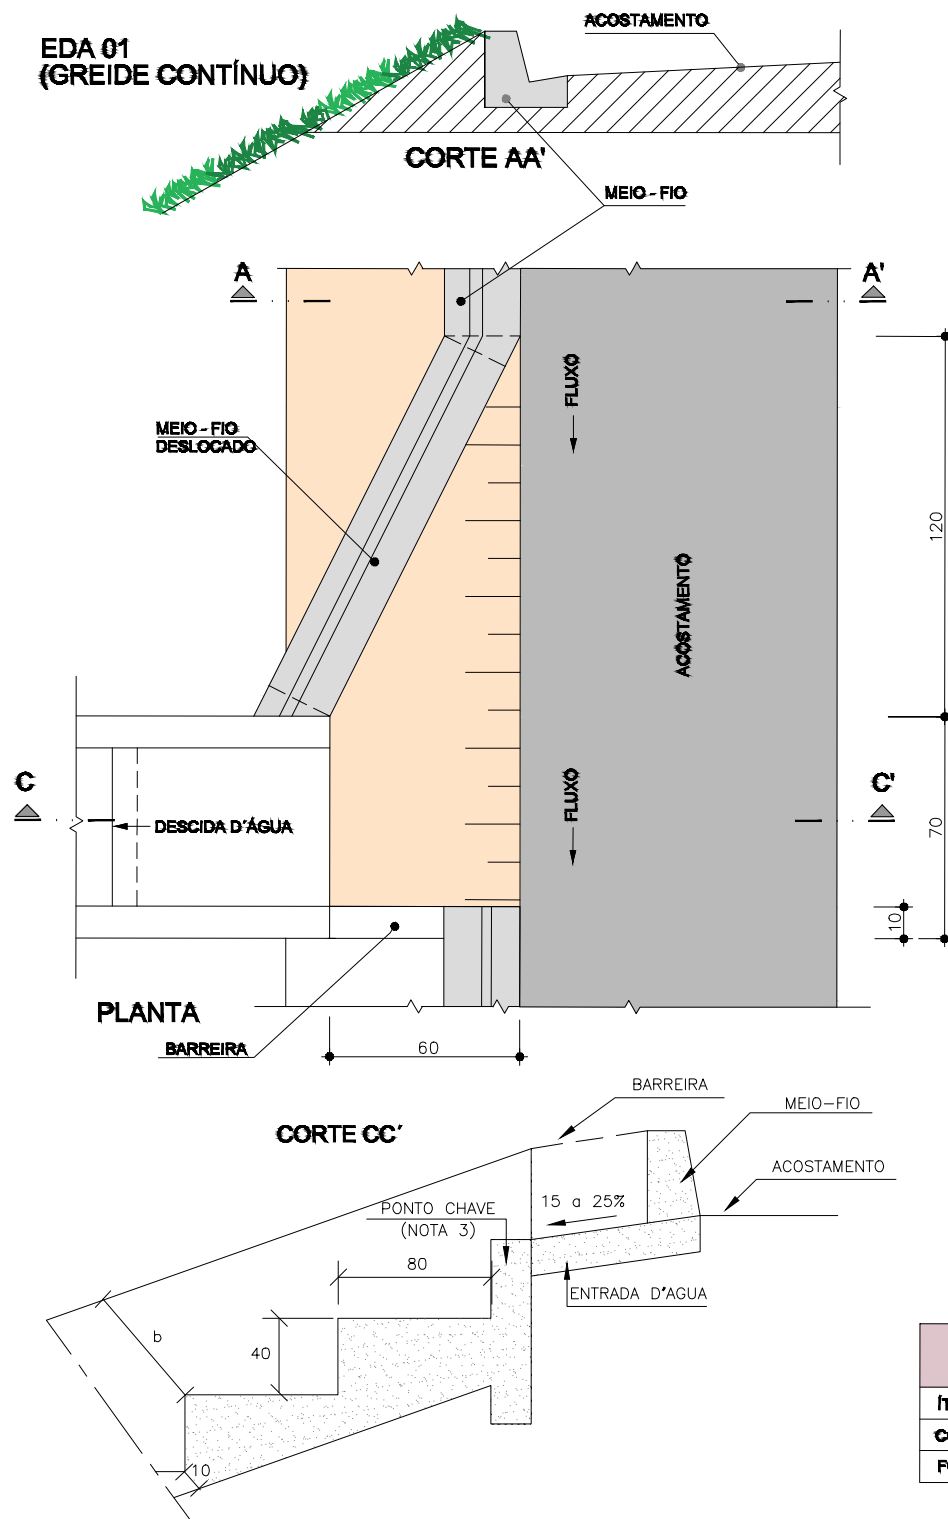 EDA 01
(GREIDE CONTÍNUO)
ACOSTAMENTO
CORTE AA'
MEIO - FIO
A
A'
FLUXO
MEIO - FIO
DESLOCADO
120
ACOSTAMENTO
C
C'
FLUXO
DESCIDA D'ÁGUA
70
10
PLANTA
BARREIRA
60
BARREIRA
MEIO-FIO
CORTE CC'
ACOSTAMENTO
PONTO CHAVE
(NOTA 3)
15 a 25%
80
ENTRADA D'AGUA
40
b
10